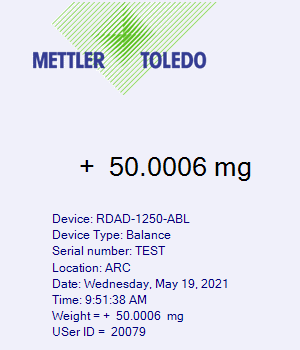 METTLER TOLEDO
+ 50.0006 mg
Device: RDAD-1250-ABL
Device Type: Balance
Serial number: TEST
Location: ARC
Date: Wednesday, May 19, 2021
Time: 9:51:38 AM
Weight = + 50.0006 mg
USer ID = 20079